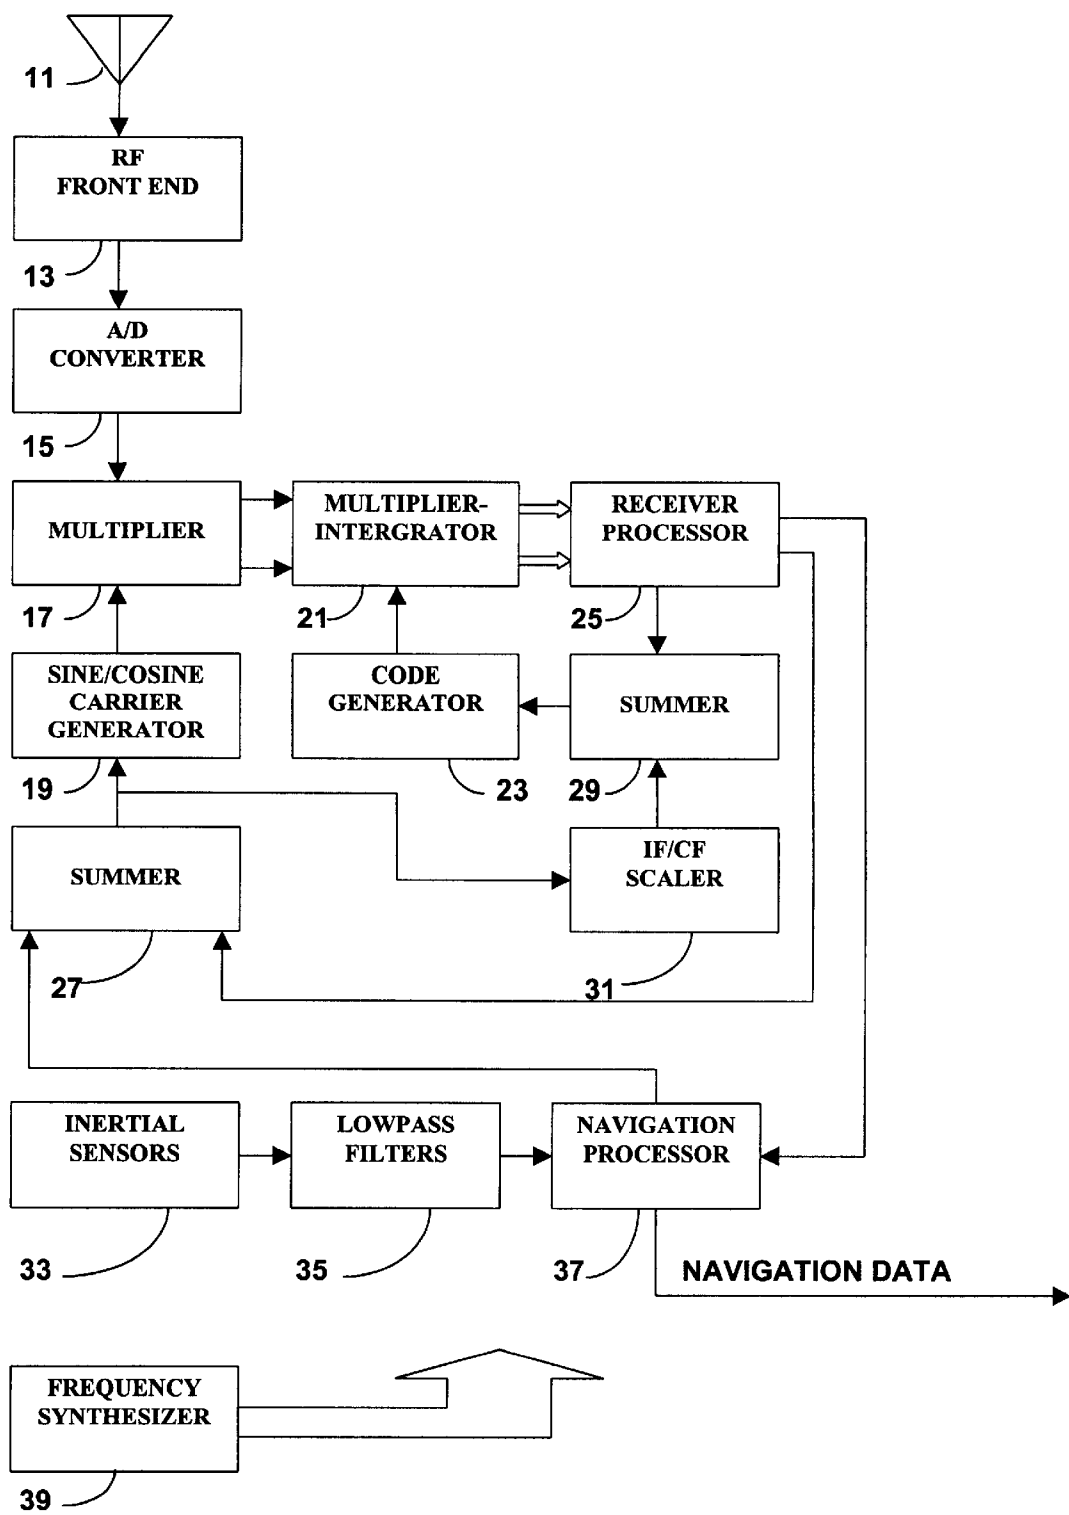 11
RF
FRONT END
13
A/D
CONVERTER
15
MULTIPLIER
17
MULTIPLIER-
INTERGRATOR
21
RECEIVER
PROCESSOR
25
SINE/COSINE
CARRIER
GENERATOR
19
CODE
GENERATOR
23
SUMMER
29
SUMMER
27
IF/CF
SCALER
31
INERTIAL
SENSORS
33
LOWPASS
FILTERS
35
NAVIGATION
PROCESSOR
37
NAVIGATION DATA
FREQUENCY
SYNTHESIZER
39